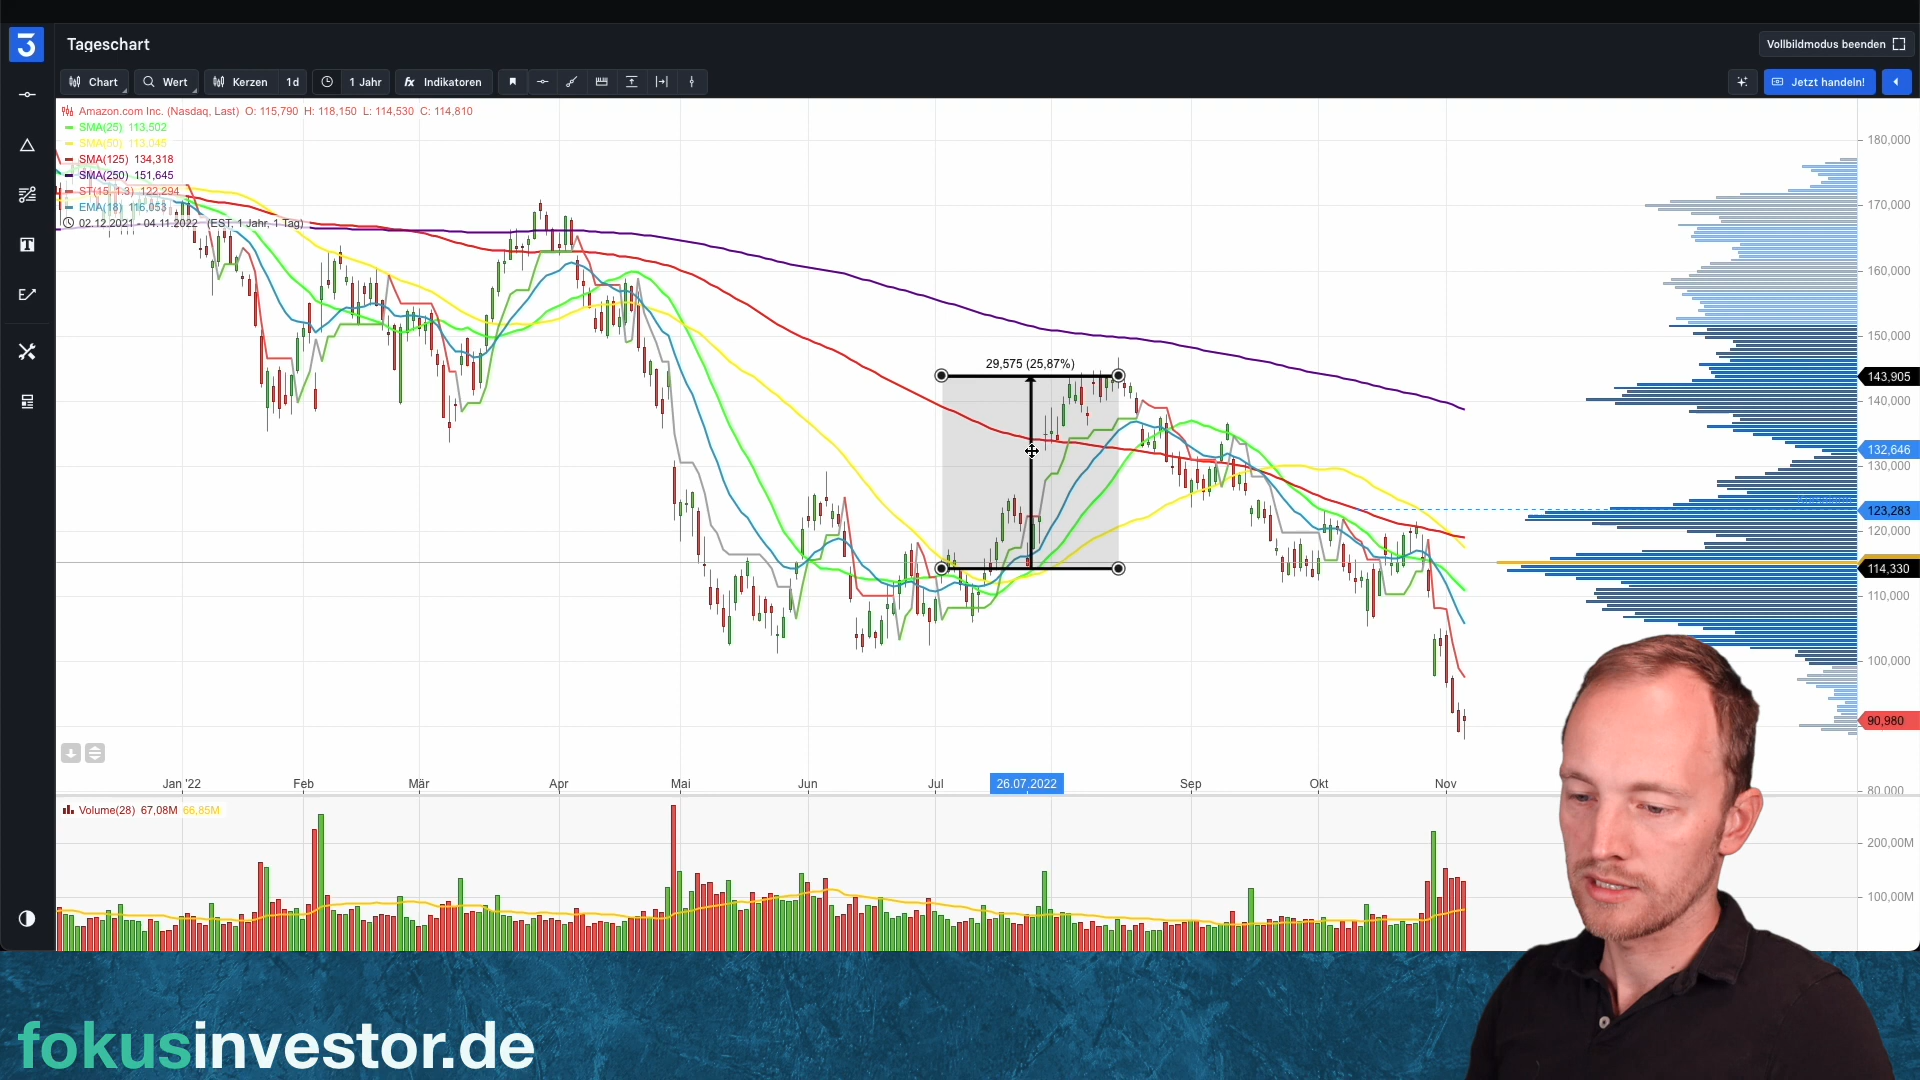 Tageschart
Vollbildmodus beenden
Chart Wert Kerzen 1d 1 Jahr fx Indikatoren
Jetzt handeln!
Amazon.com Inc. (Nasdaq, Last) O: 115,790 H: 118,150 L: 114,530 C: 114,810
SMA(25) 113,502
SMA(50) 113,045
SMA(125) 134,318
SMA(250) 151,645
ST(15, 1.3) 122,294
EMA(18) 116,053
02.12.2021 - 04.11.2022 (EST, 1 Jahr, 1 Tag)
29,575 (25,87%)
180,000
170,000
160,000
150,000
143,905
140,000
132,646
130,000
123,283
120,000
114,330
110,000
100,000
90,980
80,000
Jan '22 Feb Mär Apr Mai Jun Jul 26.07.2022 Sep Okt Nov
Volume(28) 67,08M 66,85M
200,00M
100,00M
fokusinvestor.de